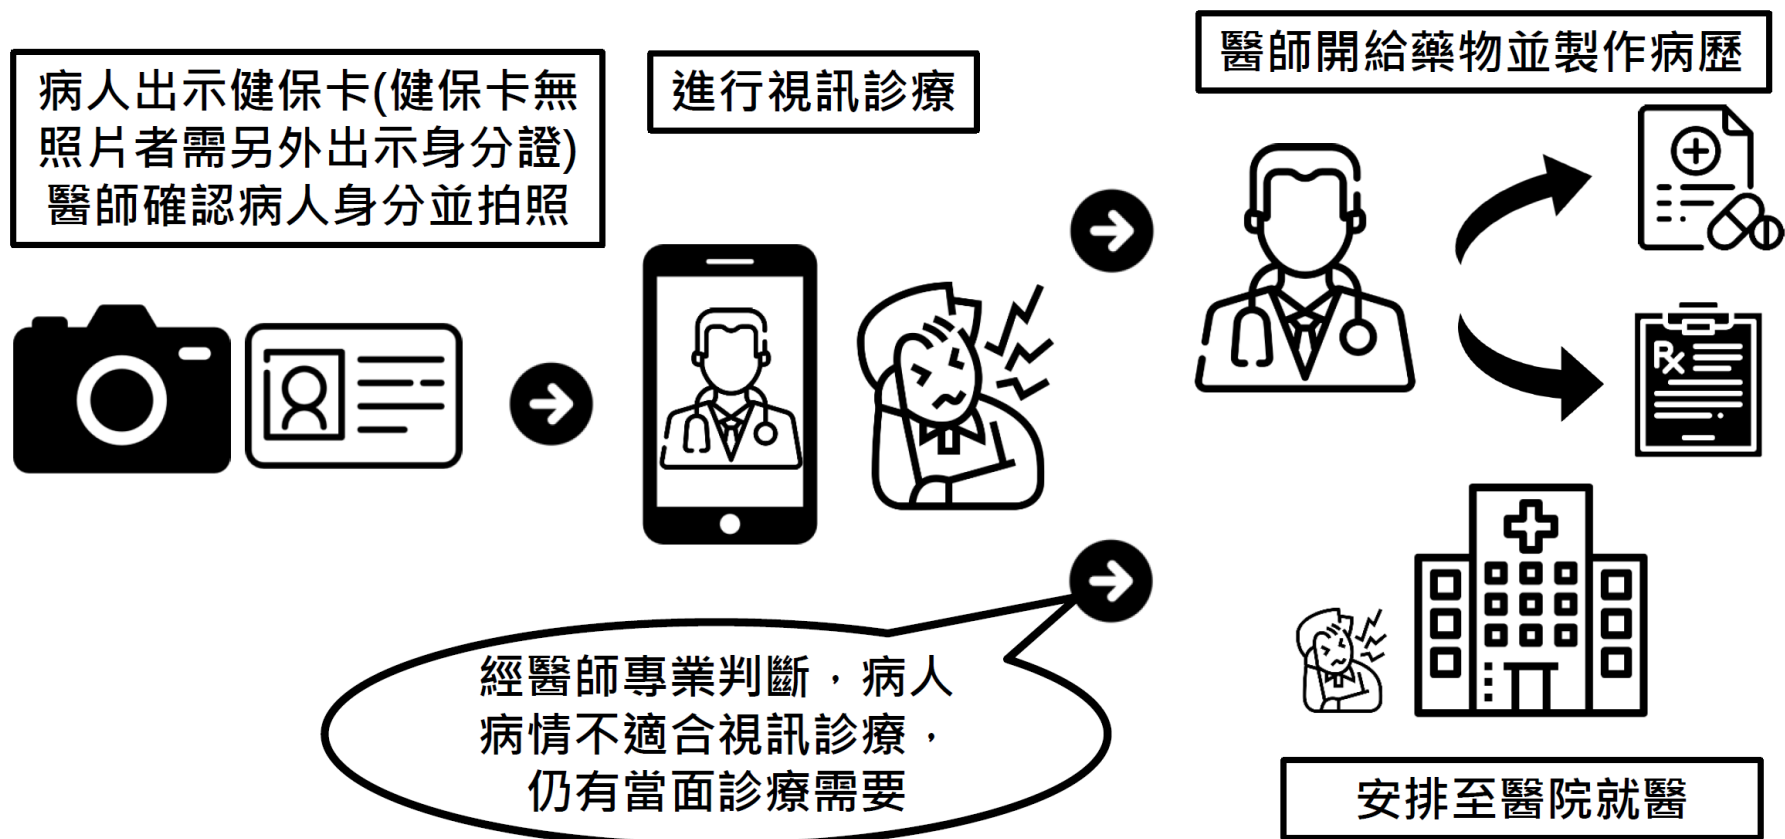 病人出示健保卡(健保卡無
照片者需另外出示身分證)
醫師確認病人身分並拍照
進行視訊診療
醫師開給藥物並製作病歷
Rx
經醫師專業判斷，病人
病情不適合視訊診療，
仍有當面診療需要
安排至醫院就醫